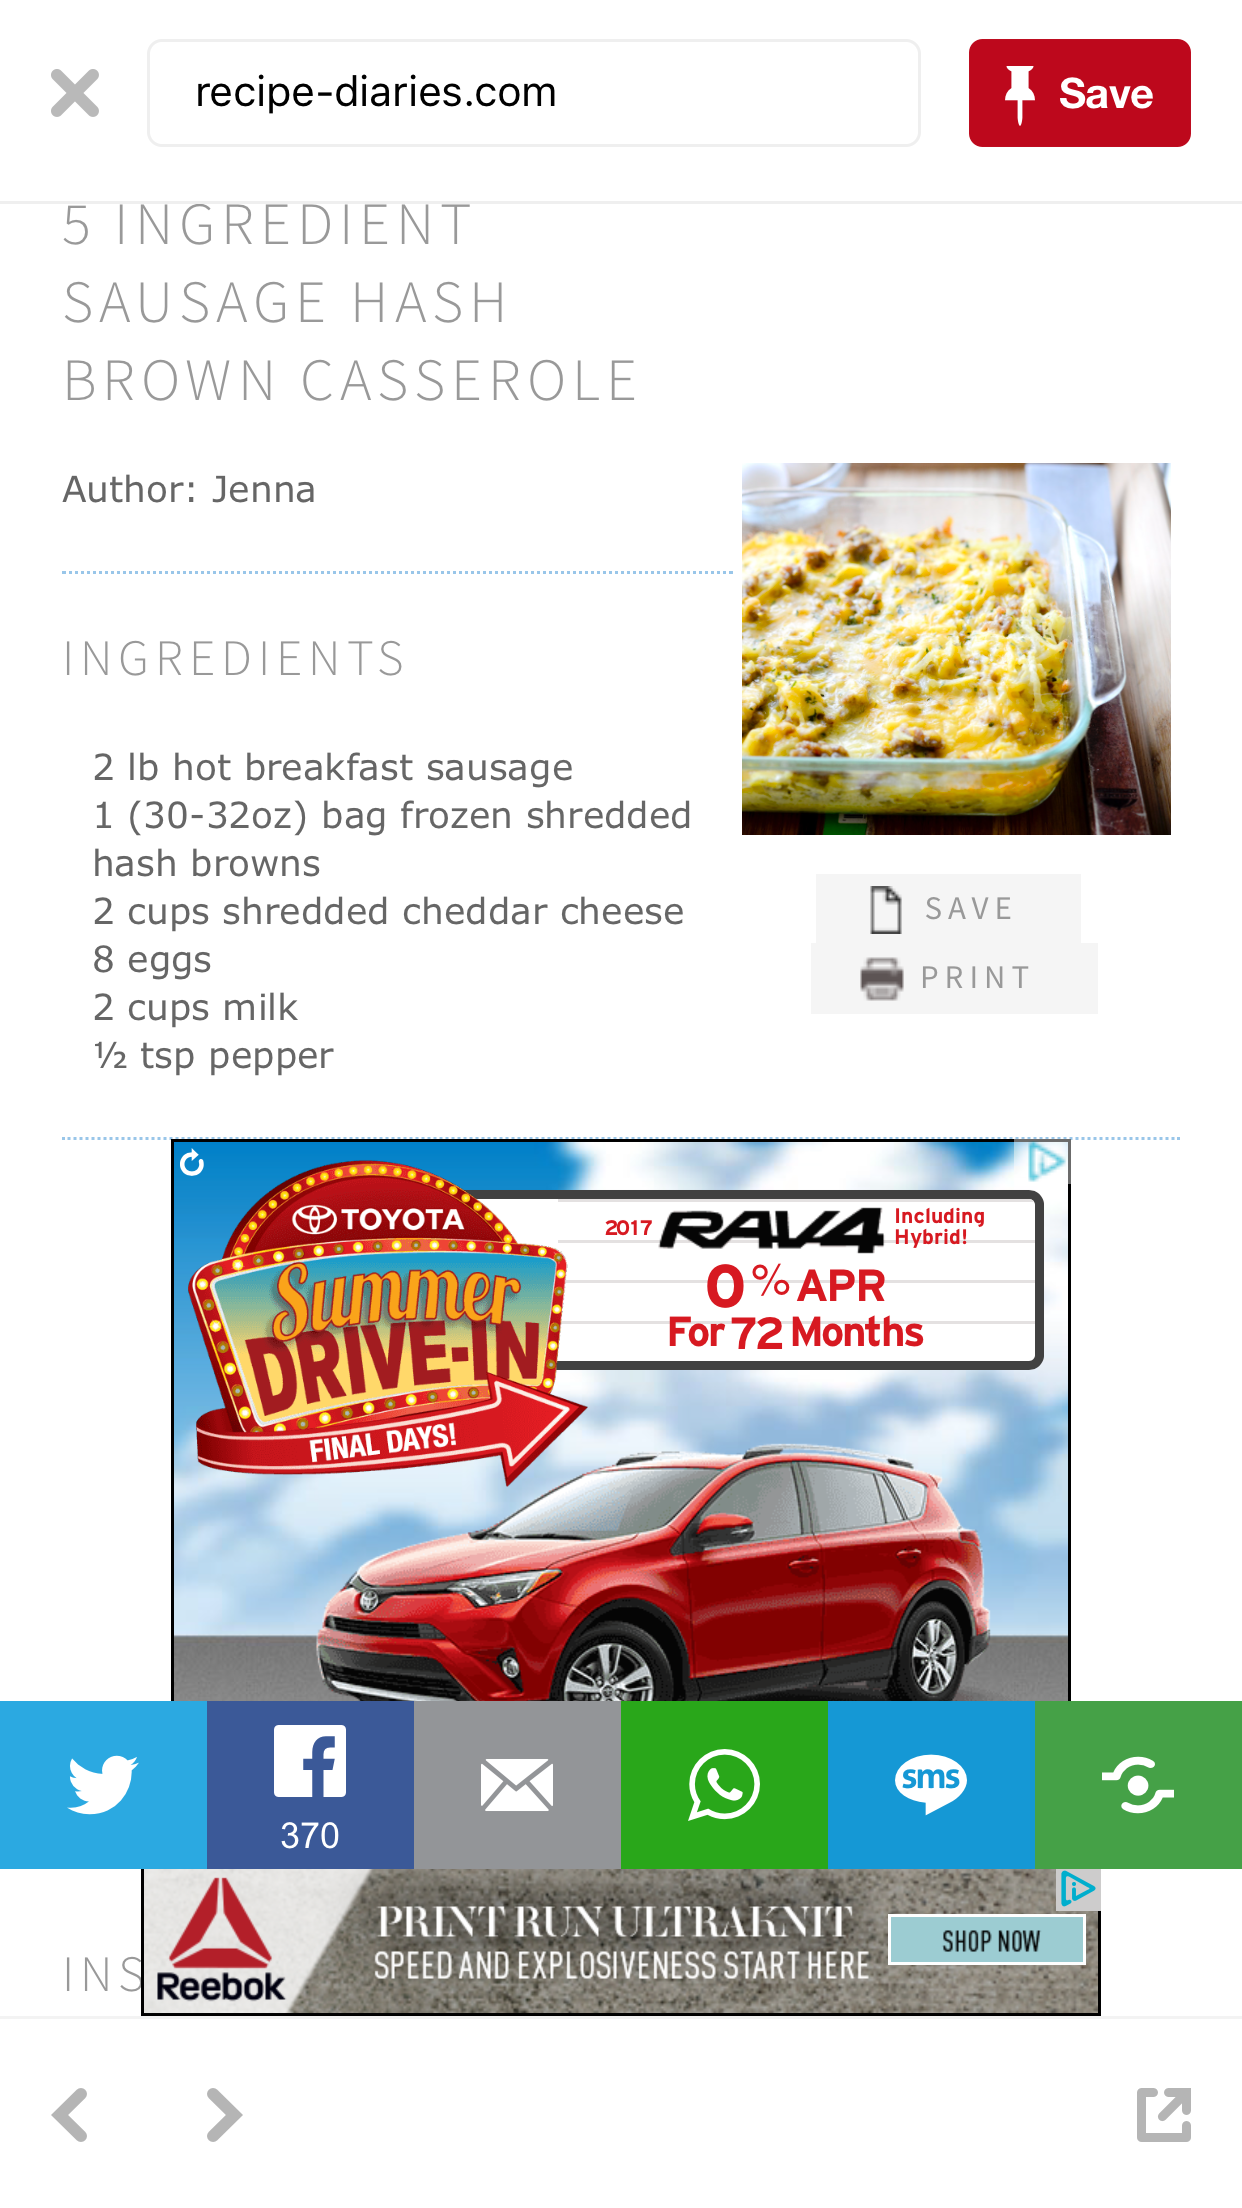 recipe-diaries.com
Save
5 INGREDIENT
SAUSAGE HASH
BROWN CASSEROLE
Author: Jenna
INGREDIENTS
2 lb hot breakfast sausage
1 (30-32oz) bag frozen shredded
hash browns
2 cups shredded cheddar cheese
8 eggs
2 cups milk
½ tsp pepper
SAVE
PRINT
TOYOTA
Summer
DRIVE-IN
FINAL DAYS!
2017 RAV4 Including
Hybrid!
0% APR
For 72 Months
370
sms
Reebok
PRINT RUN ULTRAKNIT
SPEED AND EXPLOSIVENESS START HERE
SHOP NOW
INS